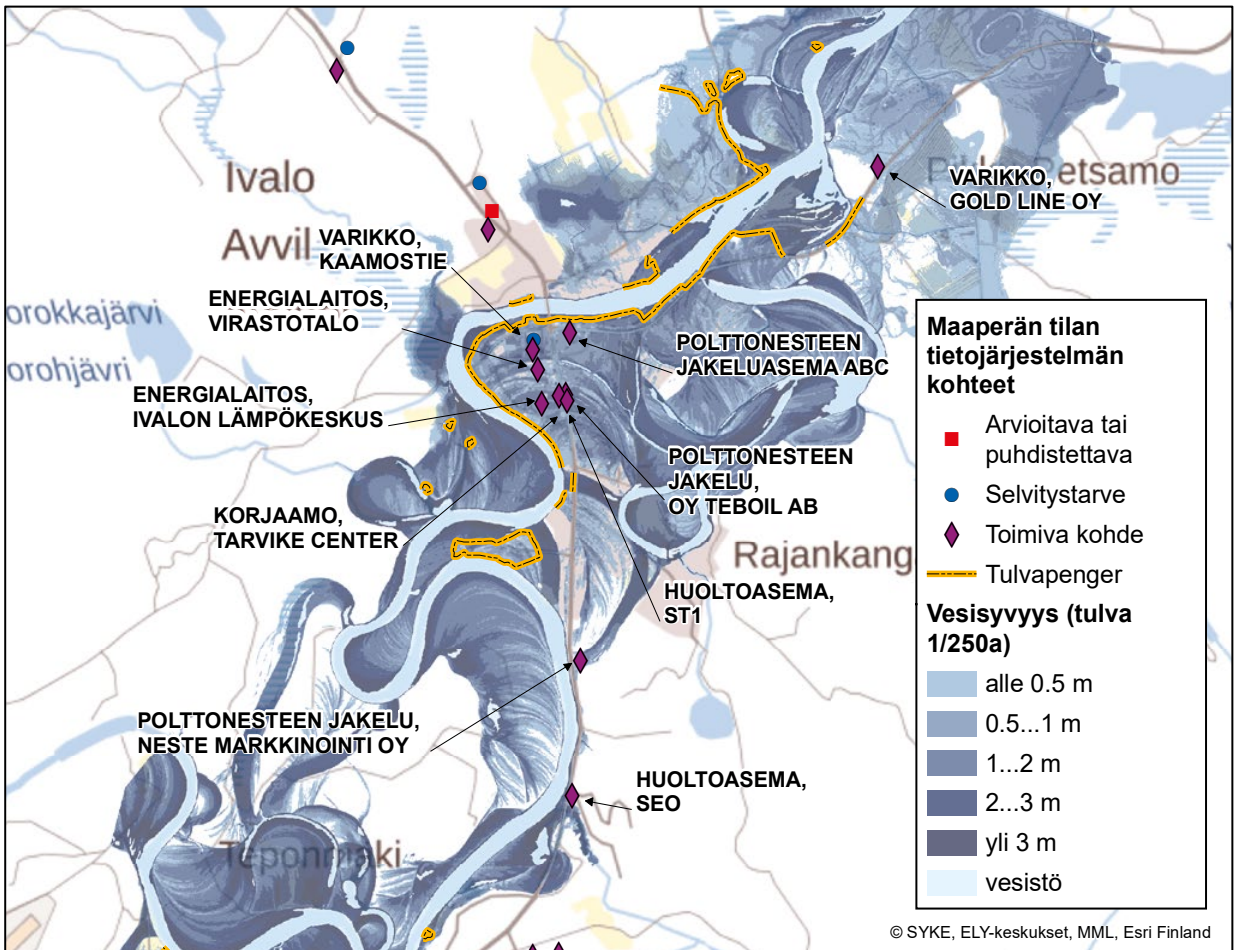 Ivalo
Avvil
VARIKKO,
KAAMOSTIE
ENERGIALAITOS,
VIRASTOTALO
ENERGIALAITOS,
IVALON LÄMPÖKESKUS
KORJAAMO,
TARVIKE CENTER
POLTTONESTEEN JAKELU,
NESTE MARKKINOINTI OY
orokkajärvi
orohjävri
etsamo
VARIKKO,
GOLD LINE OY
POLTTONESTEEN
JAKELUASEMA ABC
POLTTONESTEEN
JAKELU,
OY TEBOIL AB
Rajankang
HUOLTOASEMA,
ST1
HUOLTOASEMA,
SEO
Teponmäki
Maaperän tilan
tietojärjestelmän
kohteet
Arvioitava tai
puhdistettava
Selvitystarve
Toimiva kohde
Tulvapenger
Vesisyvyys (tulva
1/250a)
alle 0.5 m
0.5...1 m
1...2 m
2...3 m
yli 3 m
vesistö
© SYKE, ELY-keskukset, MML, Esri Finland